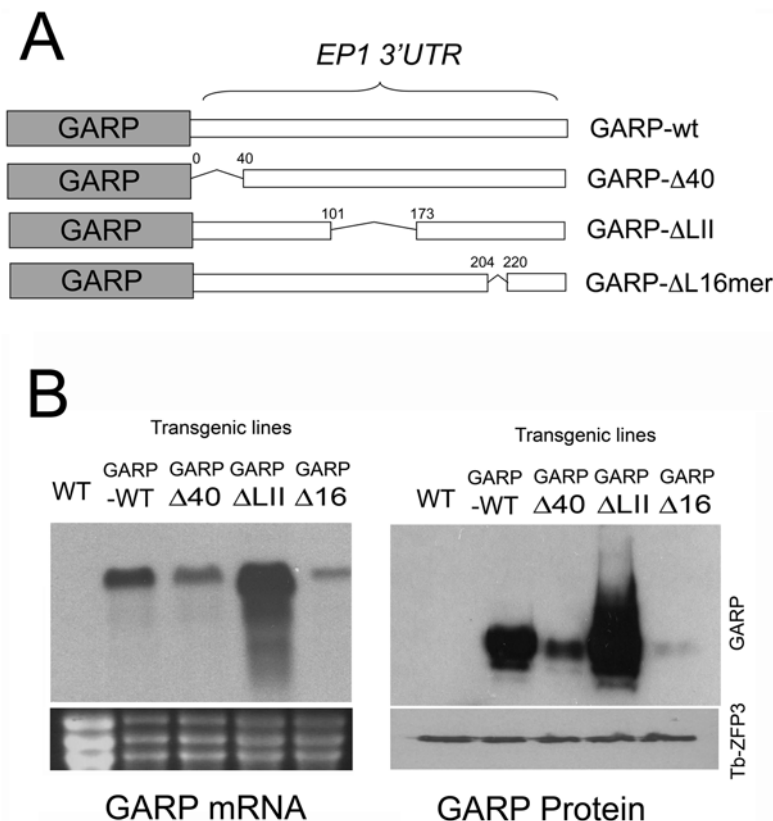 A
EP1 3'UTR
GARP
GARP-wt
0 40
GARP
GARP-Δ40
101 173
GARP
GARP-ΔLII
204 220
GARP
GARP-ΔL16mer
B
Transgenic lines
WT
GARP -WT
GARP Δ40
GARP ΔLII
GARP Δ16
GARP mRNA
Transgenic lines
WT
GARP -WT
GARP Δ40
GARP ΔLII
GARP Δ16
GARP
Tb-ZFP3
GARP Protein